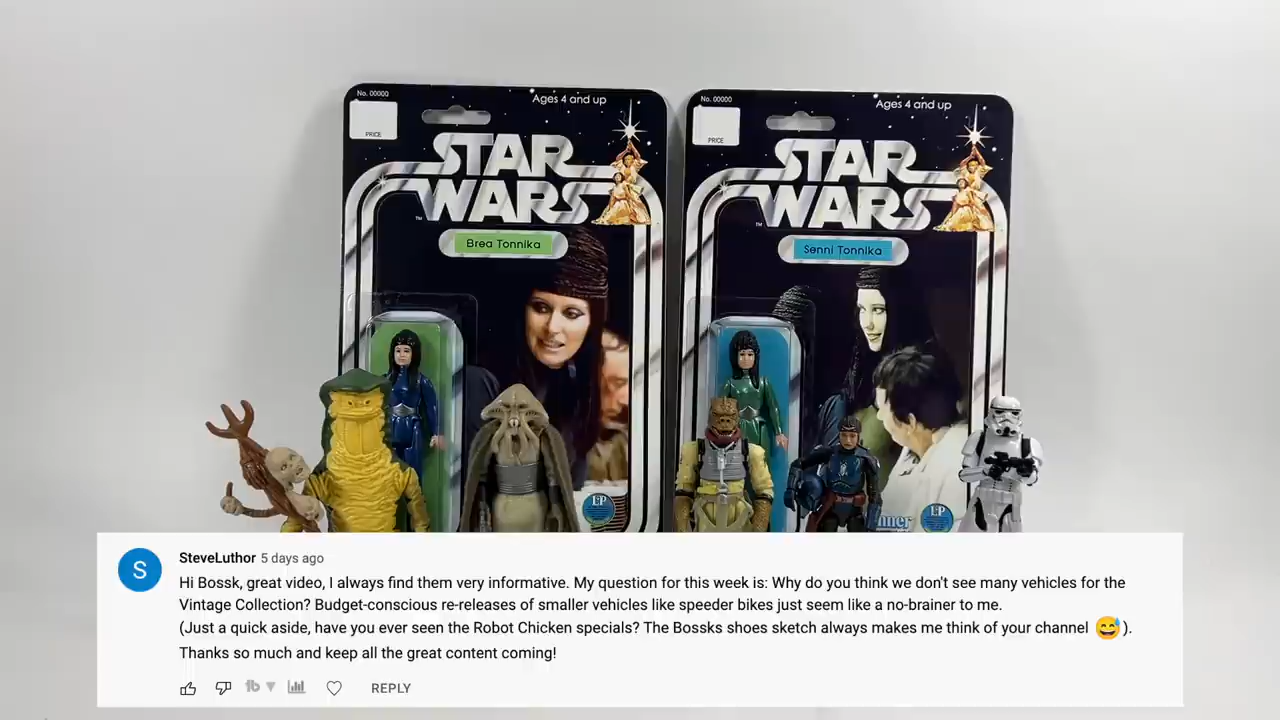 No. 00000
PRICE
Ages 4 and up
STAR
WARS
™
Brea Tonnika
LP
No. 00000
PRICE
Ages 4 and up
STAR
WARS
™
Senni Tonnika
LP
SteveLuthor 5 days ago
Hi Bossk, great video, I always find them very informative. My question for this week is: Why do you think we don't see many vehicles for the
Vintage Collection? Budget-conscious re-releases of smaller vehicles like speeder bikes just seem like a no-brainer to me.
(Just a quick aside, have you ever seen the Robot Chicken specials? The Bossks shoes sketch always makes me think of your channel 😅).
Thanks so much and keep all the great content coming!
REPLY